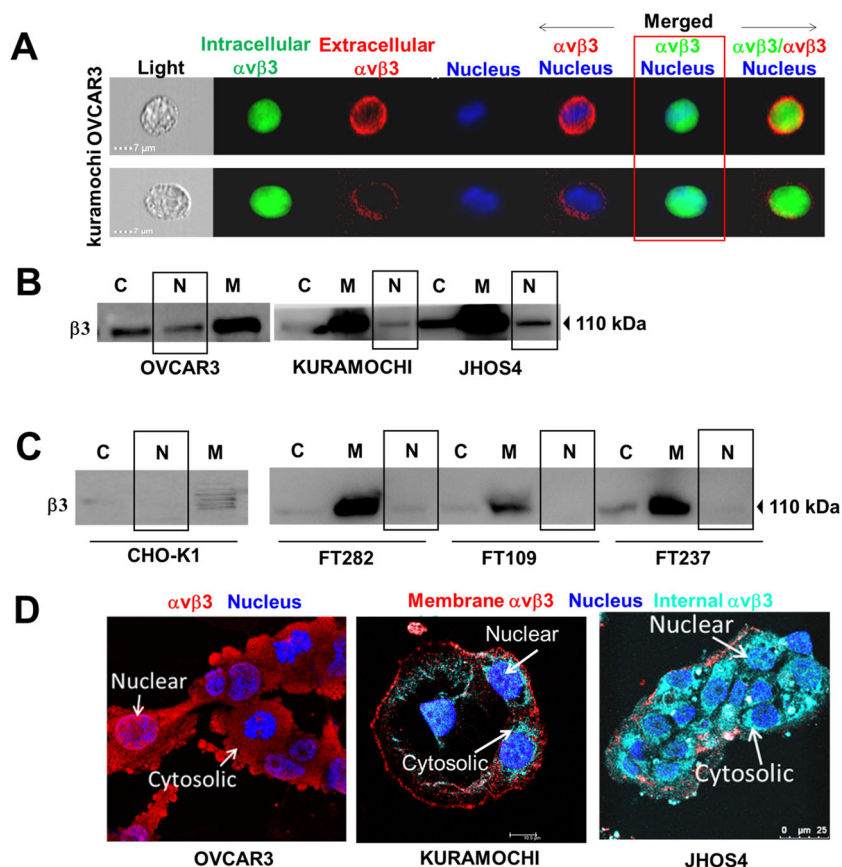 A
Merged
Intracellular Extracellular αvβ3 αvβ3 αvβ3/αvβ3
Light αvβ3 αvβ3 Nucleus Nucleus Nucleus Nucleus
kuramochi OVCAR3
7 µm
7 µm
B
C N M C M N C M N
β3 110 kDa
OVCAR3 KURAMOCHI JHOS4
C
C N M C M N C M N C M N
β3 110 kDa
CHO-K1 FT282 FT109 FT237
D
αvβ3 Nucleus Membrane αvβ3 Nucleus Internal αvβ3
Nuclear Nuclear Nuclear
Cytosolic Cytosolic Cytosolic
0 µm 25
OVCAR3 KURAMOCHI JHOS4